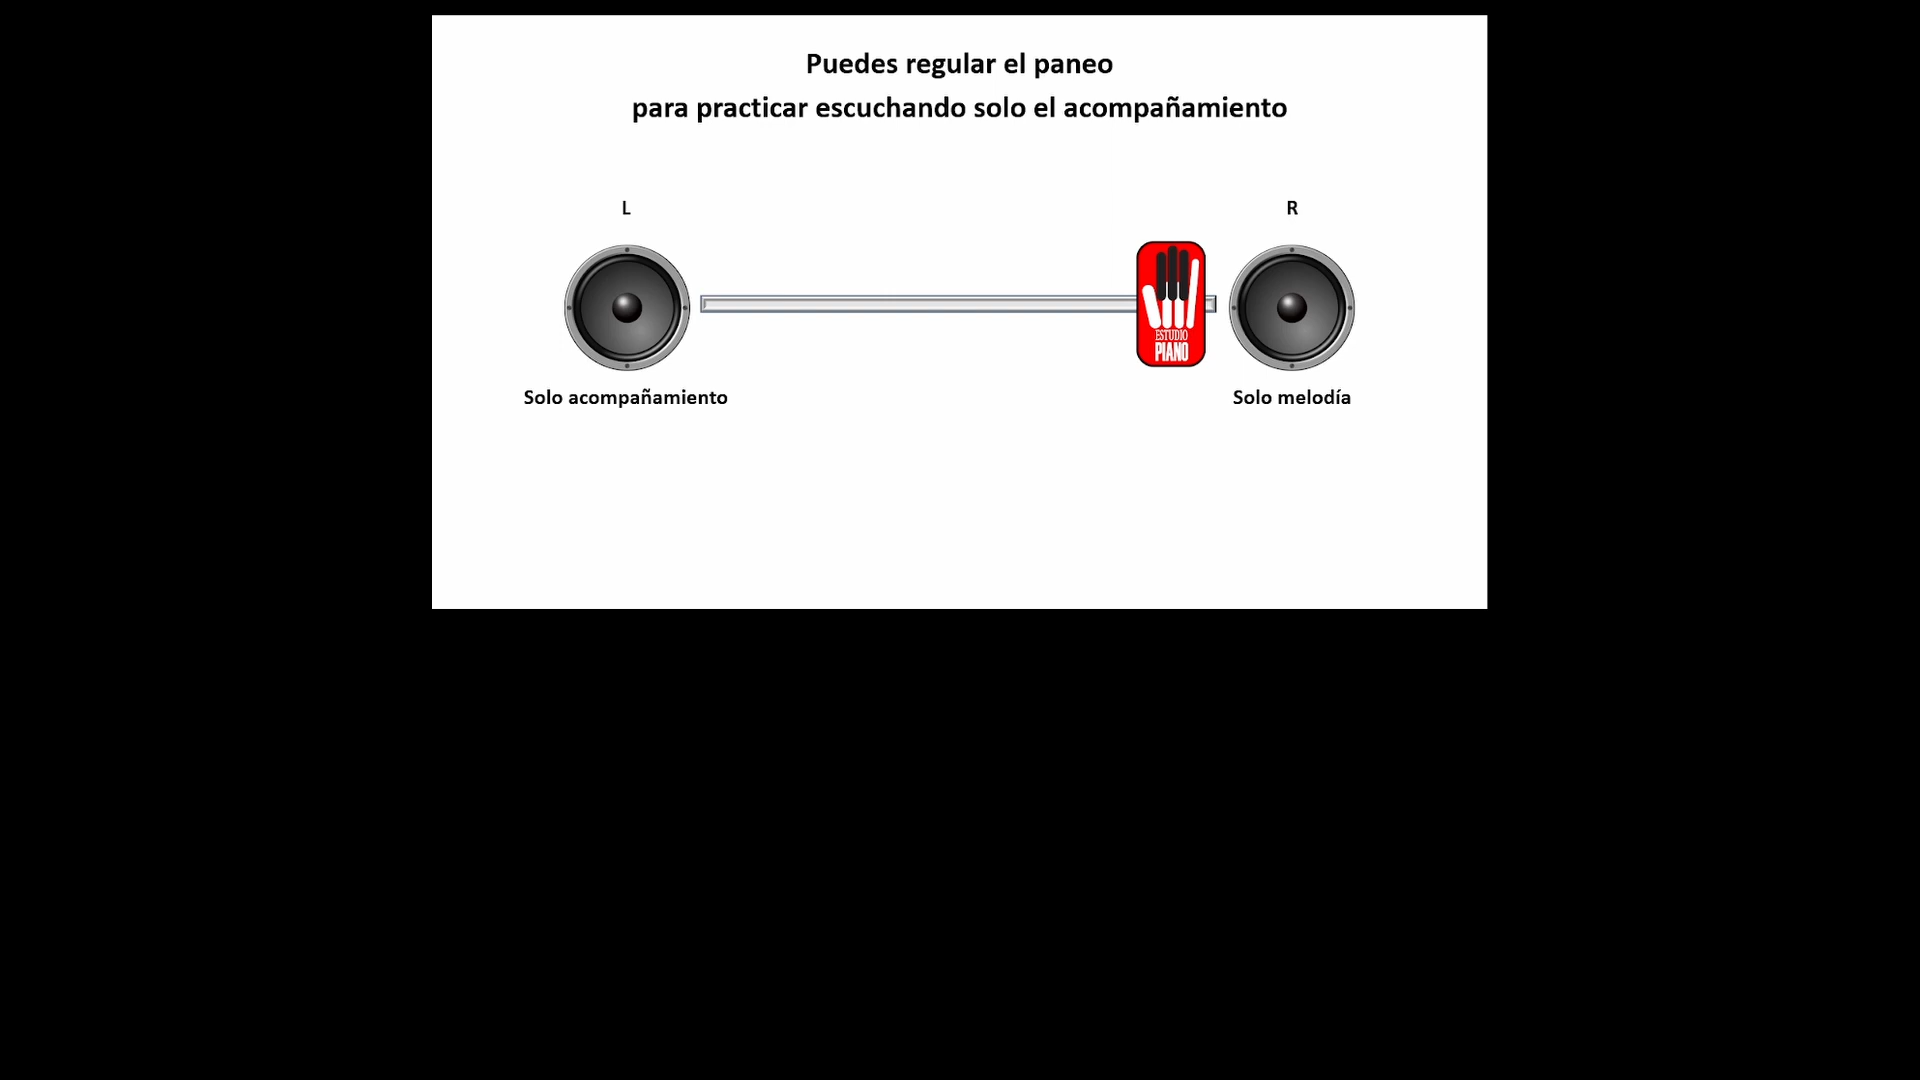 Puedes regular el paneo
para practicar escuchando solo el acompañamiento
L
R
ESTUDIO
PIANO
Solo acompañamiento
Solo melodía